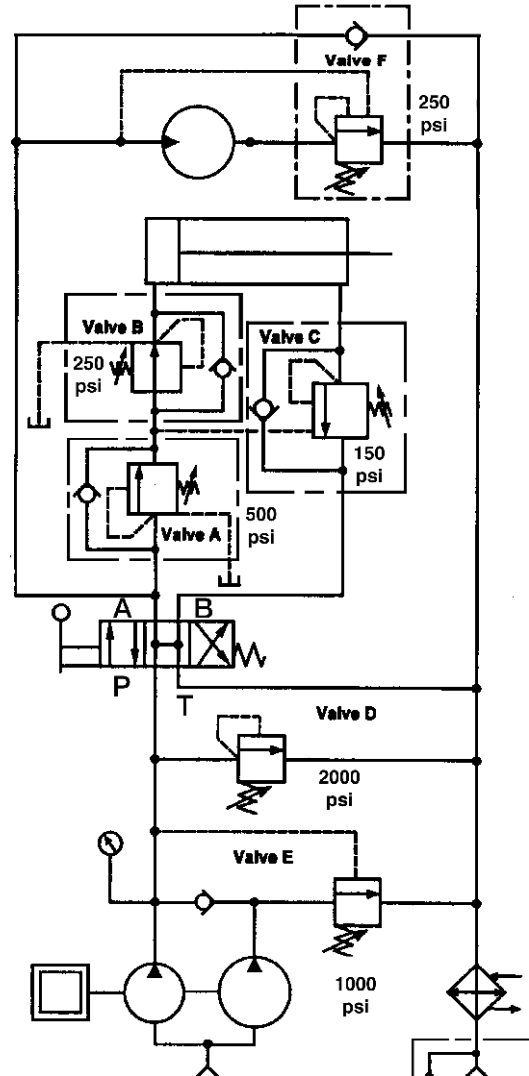 Valve F
250
psi
Valve B
250
psi
Valve C
150
psi
Valve A
500
psi
A
B
P
T
Valve D
2000
psi
Valve E
1000
psi